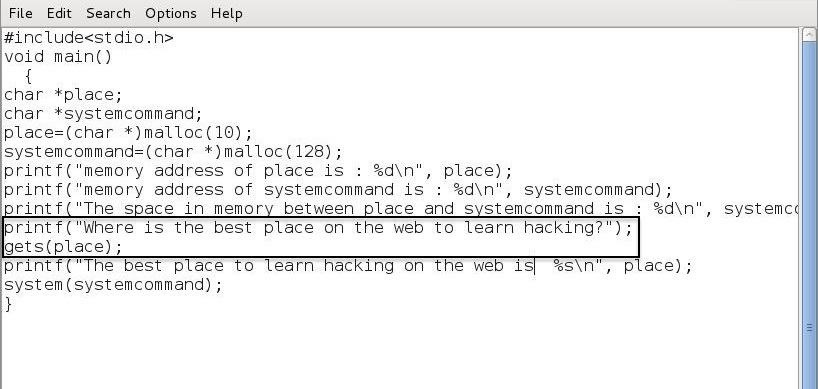 File Edit Search Options Help
#include<stdio.h>
void main()
{
char *place;
char *systemcommand;
place=(char *)malloc(10);
systemcommand=(char *)malloc(128);
printf("memory address of place is : %d\n", place);
printf("memory address of systemcommand is : %d\n", systemcommand);
printf("The space in memory between place and systemcommand is : %d\n", systemc
printf("Where is the best place on the web to learn hacking?");
gets(place);
printf("The best place to learn hacking on the web is  %s\n", place);
system(systemcommand);
}